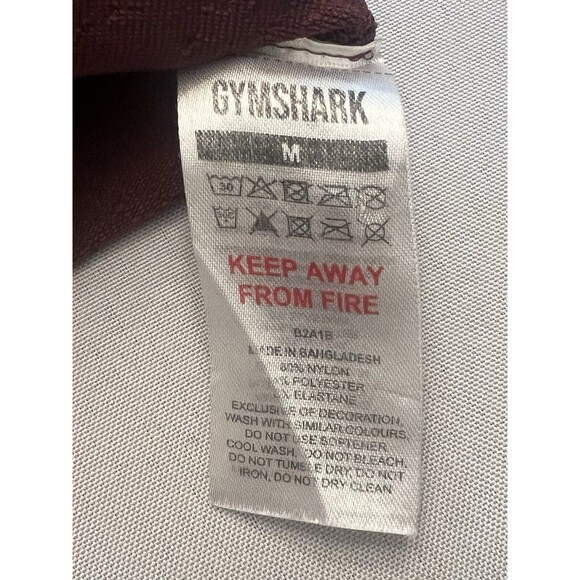 GYMSHARK
M
30
KEEP AWAY
FROM FIRE
B2A1B
MADE IN BANGLADESH
NYLON
% POLYESTER
% ELASTANE
EXCLUSIVE OF DECORATION,
WASH WITH SIMILAR COLOURS,
DO NOT USE SOFTENER
COOL WASH, DO NOT BLEACH,
DO NOT TUMBLE DRY, DO NOT
IRON, DO NOT DRY CLEAN